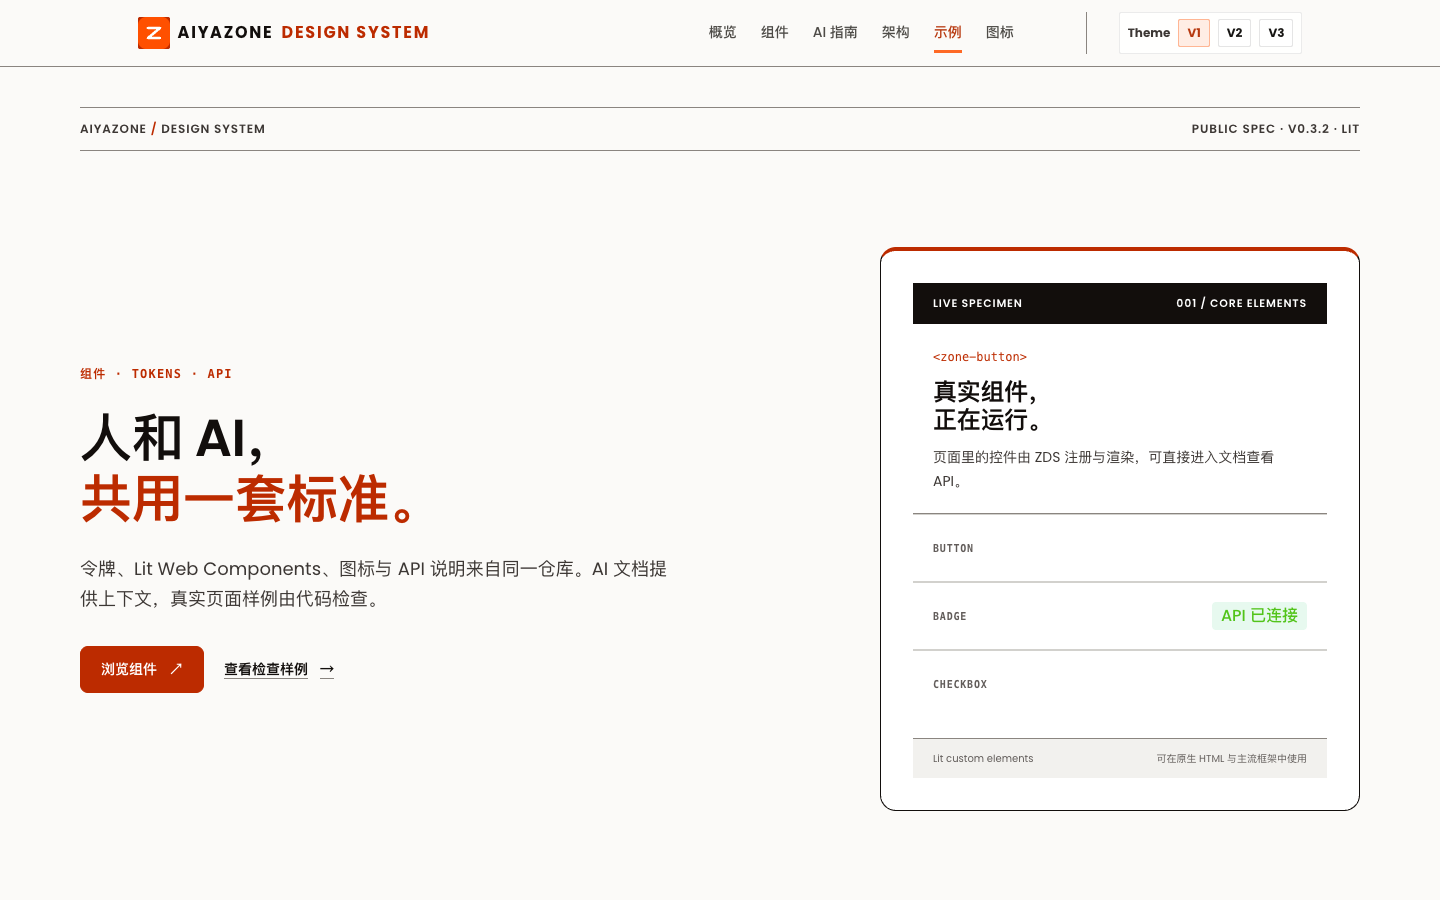 AIYAZONE DESIGN SYSTEM
概览 组件 AI 指南 架构 示例 图标
Theme V1 V2 V3
AIYAZONE / DESIGN SYSTEM
PUBLIC SPEC · V0.3.2 · LIT
组件 · TOKENS · API
人和 AI，
共用一套标准。
令牌、Lit Web Components、图标与 API 说明来自同一仓库。AI 文档提
供上下文，真实页面样例由代码检查。
浏览组件 ↗ 查看检查样例 →
LIVE SPECIMEN 001 / CORE ELEMENTS
<zone-button>
真实组件，
正在运行。
页面里的控件由 ZDS 注册与渲染，可直接进入文档查看
API。
BUTTON
BADGE API 已连接
CHECKBOX
Lit custom elements 可在原生 HTML 与主流框架中使用